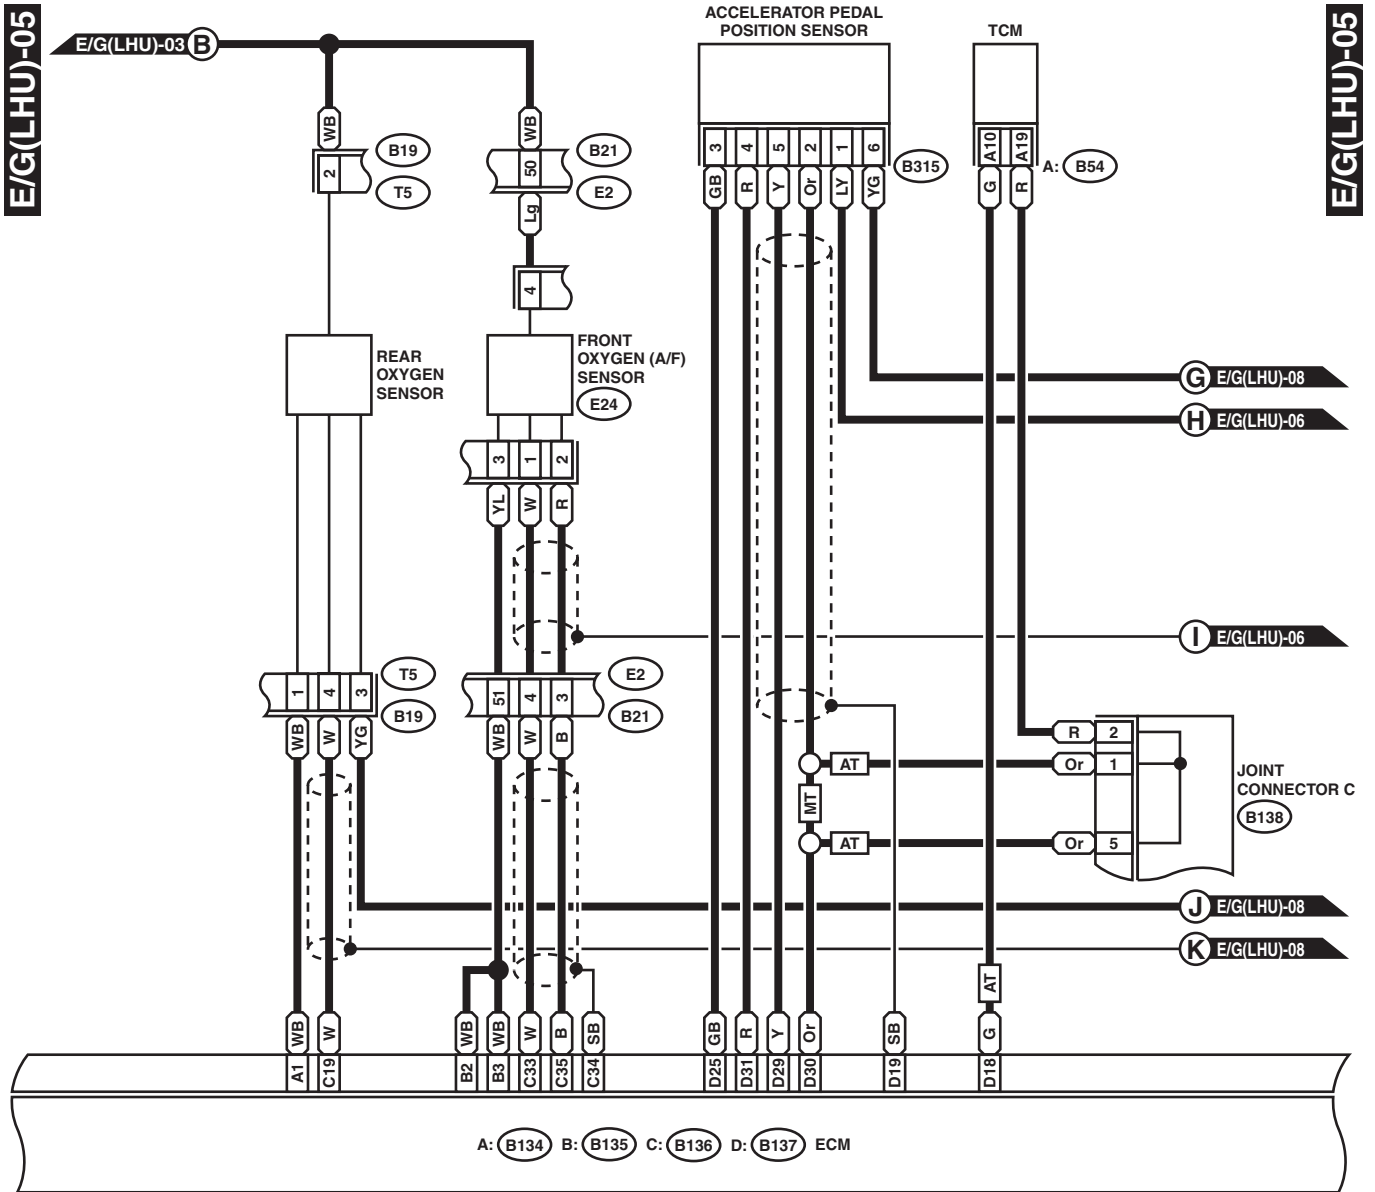 E/G(LHU)-05
E/G(LHU)-05
E/G(LHU)-03 B
ACCELERATOR PEDAL
POSITION SENSOR
TCM
WB
WB
2
B19
T5
50
B21
E2
3 4 5 2 1 6
B315
A10 A19
A: B54
GB R Y Or LY YG
G R
Lg
4
REAR
OXYGEN
SENSOR
FRONT
OXYGEN (A/F)
SENSOR
E24
G E/G(LHU)-08
H E/G(LHU)-06
3 1 2
YL W R
I E/G(LHU)-06
1 4 3
T5
B19
51 4 3
E2
B21
WB W YG
WB W B
R 2
AT Or 1
MT
AT Or 5
JOINT
CONNECTOR C
B138
J E/G(LHU)-08
K E/G(LHU)-08
AT
WB W WB WB W B SB GB R Y Or SB G
A1 C19 B2 B3 C33 C35 C34 D25 D31 D29 D30 D19 D18
A: B134 B: B135 C: B136 D: B137 ECM